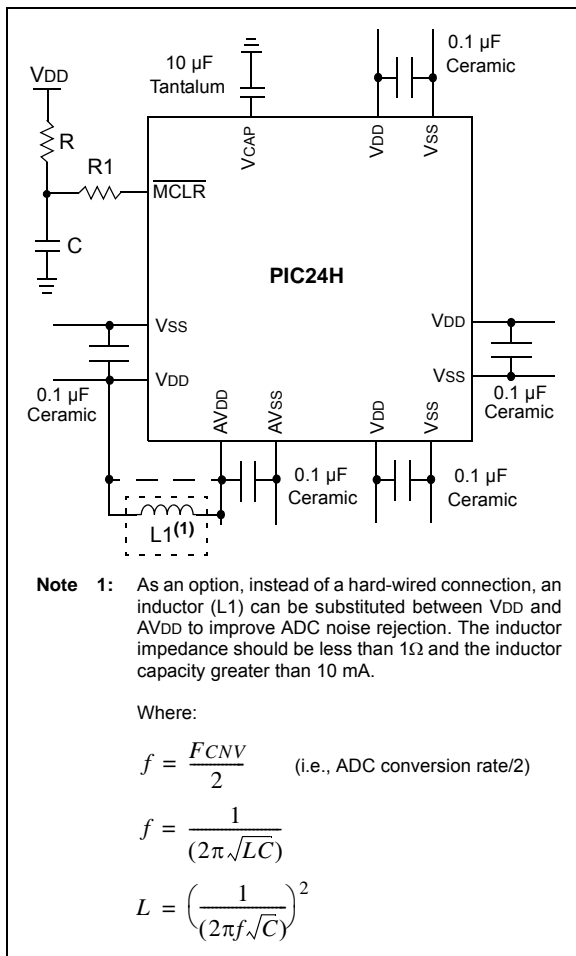 0.1 µF
Ceramic
10 µF
Tantalum
VDD
R
R1
C
VCAP
VDD
VSS
MCLR
PIC24H
VSS
VDD
0.1 µF
Ceramic
VDD
VSS
0.1 µF
Ceramic
AVDD
AVSS
VDD
VSS
0.1 µF
Ceramic
0.1 µF
Ceramic
L1(1)
Note 1: As an option, instead of a hard-wired connection, an
inductor (L1) can be substituted between VDD and
AVDD to improve ADC noise rejection. The inductor
impedance should be less than 1Ω and the inductor
capacity greater than 10 mA.
Where:
f = FCNV / 2 (i.e., ADC conversion rate/2)
f = 1 / (2π√LC)
L = (1 / (2πf√C))²